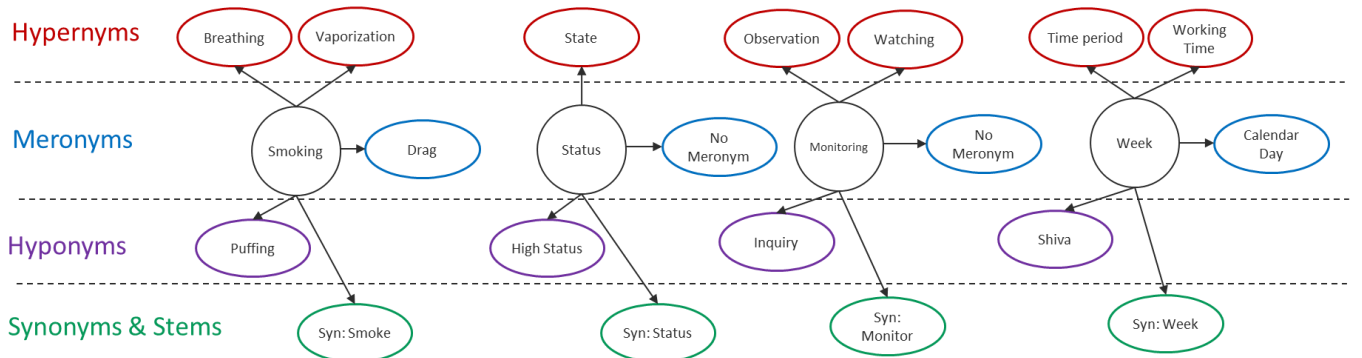 Hypernyms
Breathing
Vaporization
State
Observation
Watching
Time period
Working
Time
Meronyms
Smoking
Drag
Status
No
Meronym
Monitoring
No
Meronym
Week
Calendar
Day
Hyponyms
Puffing
High Status
Inquiry
Shiva
Synonyms & Stems
Syn: Smoke
Syn: Status
Syn:
Monitor
Syn: Week